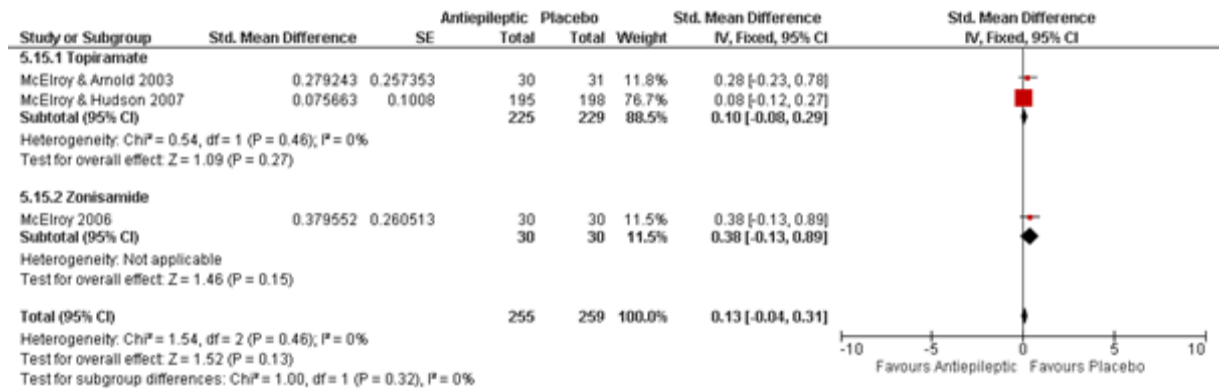 Antiepileptic Placebo Std. Mean Difference Std. Mean Difference
Study or Subgroup Std. Mean Difference SE Total Total Weight IV, Fixed, 95% CI IV, Fixed, 95% CI
5.15.1 Topiramate
McElroy & Arnold 2003 0.279243 0.257353 30 31 11.8% 0.28 [-0.23, 0.78]
McElroy & Hudson 2007 0.075663 0.1008 195 198 76.7% 0.08 [-0.12, 0.27]
Subtotal (95% CI) 225 229 88.5% 0.10 [-0.08, 0.29]
Heterogeneity: Chi² = 0.54, df = 1 (P = 0.46); I² = 0%
Test for overall effect: Z = 1.09 (P = 0.27)
5.15.2 Zonisamide
McElroy 2006 0.379552 0.260513 30 30 11.5% 0.38 [-0.13, 0.89]
Subtotal (95% CI) 30 30 11.5% 0.38 [-0.13, 0.89]
Heterogeneity: Not applicable
Test for overall effect: Z = 1.46 (P = 0.15)
Total (95% CI) 255 259 100.0% 0.13 [-0.04, 0.31]
Heterogeneity: Chi² = 1.54, df = 2 (P = 0.46); I² = 0%
Test for overall effect: Z = 1.52 (P = 0.13)
Test for subgroup differences: Chi² = 1.00, df = 1 (P = 0.32), I² = 0%
-10 -5 0 5 10
Favours Antiepileptic Favours Placebo